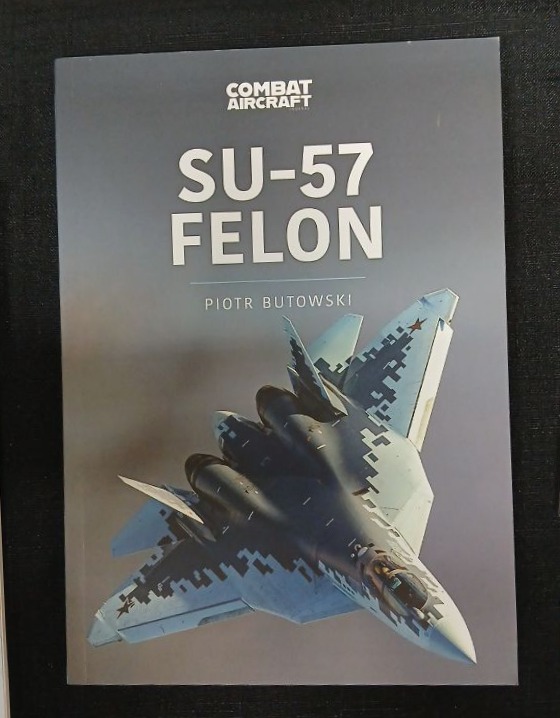 COMBAT
AIRCRAFT
SU-57
FELON
PIOTR BUTOWSKI